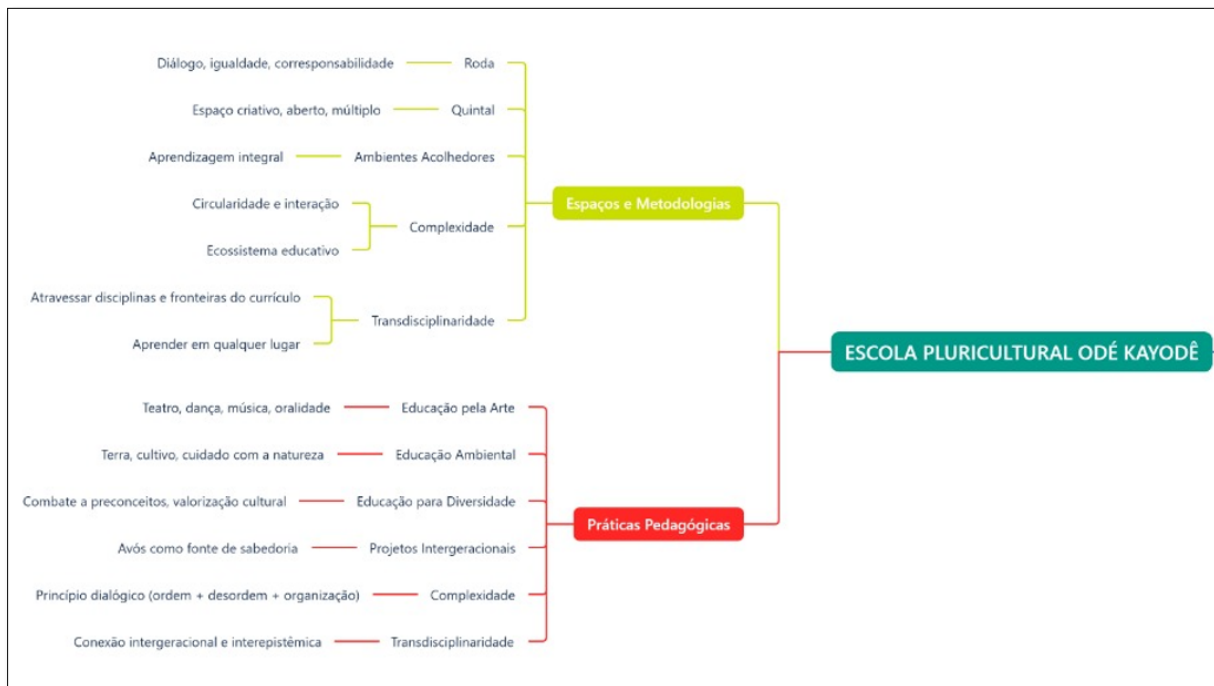 Diálogo, igualdade, corresponsabilidade
Roda
Espaço criativo, aberto, múltiplo
Quintal
Aprendizagem integral
Ambientes Acolhedores
Espaços e Metodologias
Circularidade e interação
Complexidade
Ecossistema educativo
Atravessar disciplinas e fronteiras do currículo
Transdisciplinaridade
Aprender em qualquer lugar
ESCOLA PLURICULTURAL ODÉ KAYODÊ
Teatro, dança, música, oralidade
Educação pela Arte
Terra, cultivo, cuidado com a natureza
Educação Ambiental
Combate a preconceitos, valorização cultural
Educação para Diversidade
Práticas Pedagógicas
Avós como fonte de sabedoria
Projetos Intergeracionais
Princípio dialógico (ordem + desordem + organização)
Complexidade
Conexão intergeracional e interepistêmica
Transdisciplinaridade